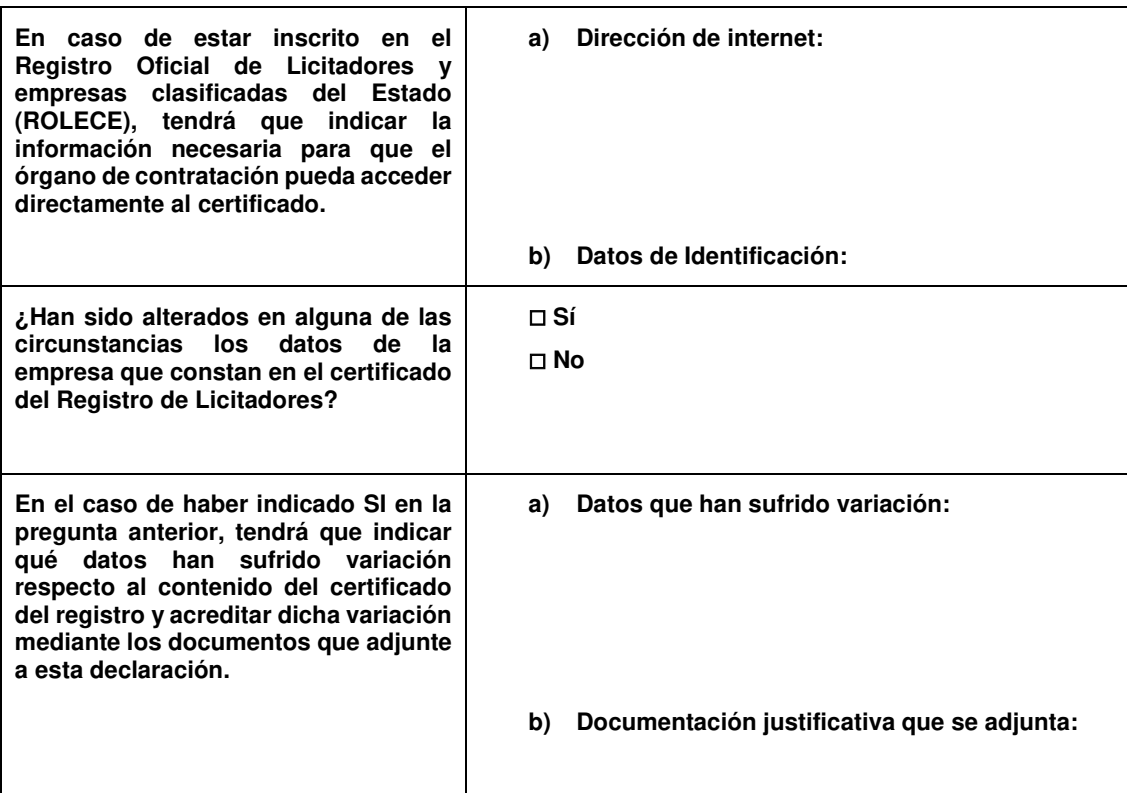 En caso de estar inscrito en el
Registro Oficial de Licitadores y
empresas clasificadas del Estado
(ROLECE), tendrá que indicar la
información necesaria para que el
órgano de contratación pueda acceder
directamente al certificado.
a) Dirección de internet:
b) Datos de Identificación:
¿Han sido alterados en alguna de las
circunstancias los datos de la
empresa que constan en el certificado
del Registro de Licitadores?
☐ Sí
☐ No
En el caso de haber indicado SI en la
pregunta anterior, tendrá que indicar
qué datos han sufrido variación
respecto al contenido del certificado
del registro y acreditar dicha variación
mediante los documentos que adjunte
a esta declaración.
a) Datos que han sufrido variación:
b) Documentación justificativa que se adjunta: